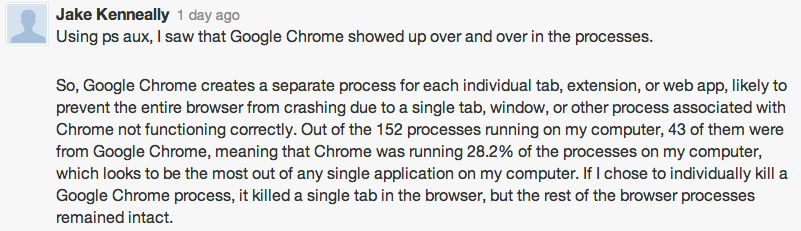 Jake Kenneally 1 day ago
Using ps aux, I saw that Google Chrome showed up over and over in the processes.
So, Google Chrome creates a separate process for each individual tab, extension, or web app, likely to
prevent the entire browser from crashing due to a single tab, window, or other process associated with
Chrome not functioning correctly. Out of the 152 processes running on my computer, 43 of them were
from Google Chrome, meaning that Chrome was running 28.2% of the processes on my computer,
which looks to be the most out of any single application on my computer. If I chose to individually kill a
Google Chrome process, it killed a single tab in the browser, but the rest of the browser processes
remained intact.